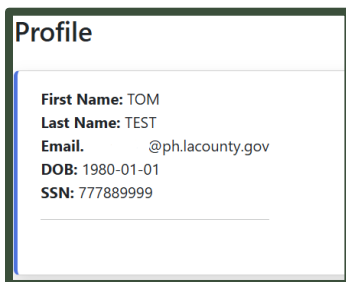 Profile
First Name: TOM
Last Name: TEST
Email. @ph.lacounty.gov
DOB: 1980-01-01
SSN: 777889999